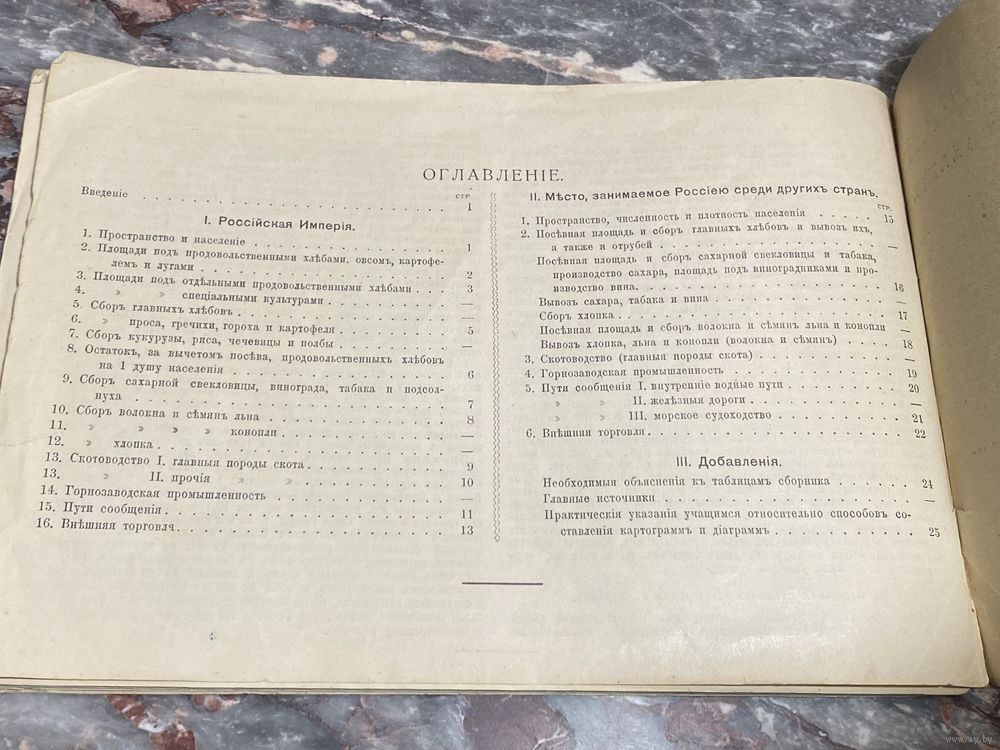 ОГЛАВЛЕНІЕ.
СТР
Введеніе . . . . . . . . . . . . . . . . . . . . 1
I. Россійская Имперія.
1. Пространство и населеніе . . . . . . . . . . . . 1
2. Площади подъ продовольственными хлѣбами, овсомъ, картофе-
лемъ и лугами . . . . . . . . . . . . . . . . 2
3. Площади подъ отдѣльными продовольственными хлѣбами . . . 3
4. » » спеціальными культурами . . . . . . . . —
5. Сборъ главныхъ хлѣбовъ . . . . . . . . . . . . —
6. » проса, гречихи, гороха и картофеля . . . . . . . . 5
7. Сборъ кукурузы, риса, чечевицы и полбы . . . . . . . . —
8. Остатокъ, за вычетомъ посѣва, продовольственныхъ хлѣбовъ
на 1 душу населенія . . . . . . . . . . . . . 6
9. Сборъ сахарной свекловицы, винограда, табака и подсол-
нуха . . . . . . . . . . . . . . . . . . 7
10. Сборъ волокна и сѣмянъ льна . . . . . . . . . . . 8
11. » » » » конопли . . . . . . . . . . —
12. » хлопка . . . . . . . . . . . . . . . . —
13. Скотоводство I. главныя породы скота . . . . . . . . . 9
13. » II. прочія » » . . . . . . . . . 10
14. Горнозаводская промышленность . . . . . . . . . . —
15. Пути сообщенія . . . . . . . . . . . . . . . 11
16. Внѣшняя торговля . . . . . . . . . . . . . . . 13
II. Мѣсто, занимаемое Россіею среди другихъ странъ.
СТР.
1. Пространство, численность и плотность населенія . . . . . 15
2. Посѣвная площадь и сборъ главныхъ хлѣбовъ и вывозъ ихъ,
а также и отрубей . . . . . . . . . . . . . . —
Посѣвная площадь и сборъ сахарной свекловицы и табака,
производство сахара, площадь подъ виноградниками и про-
изводство вина. . . . . . . . . . . . . . . . 16
Вывозъ сахара, табака и вина . . . . . . . . . . . —
Сборъ хлопка . . . . . . . . . . . . . . . . 17
Посѣвная площадь и сборъ волокна и сѣмянъ льна и конопли —
Вывозъ хлопка, льна и конопли (волокна и сѣмянъ) . . . . 18
3. Скотоводство (главныя породы скота) . . . . . . . . . —
4. Горнозаводская промышленность . . . . . . . . . . 19
5. Пути сообщенія I. внутренніе водные пути . . . . . . . 20
» » II. желѣзныя дороги . . . . . . . . . —
» » III. морское судоходство . . . . . . . . 21
6. Внѣшняя торговля . . . . . . . . . . . . . . . 22
III. Добавленія.
Необходимыя объясненія къ таблицамъ сборника . . . . . . 24
Главные источники . . . . . . . . . . . . . . . —
Практическія указанія учащимся относительно способовъ со-
ставленія картограммъ и діаграммъ . . . . . . . . . 25
www.ay.by